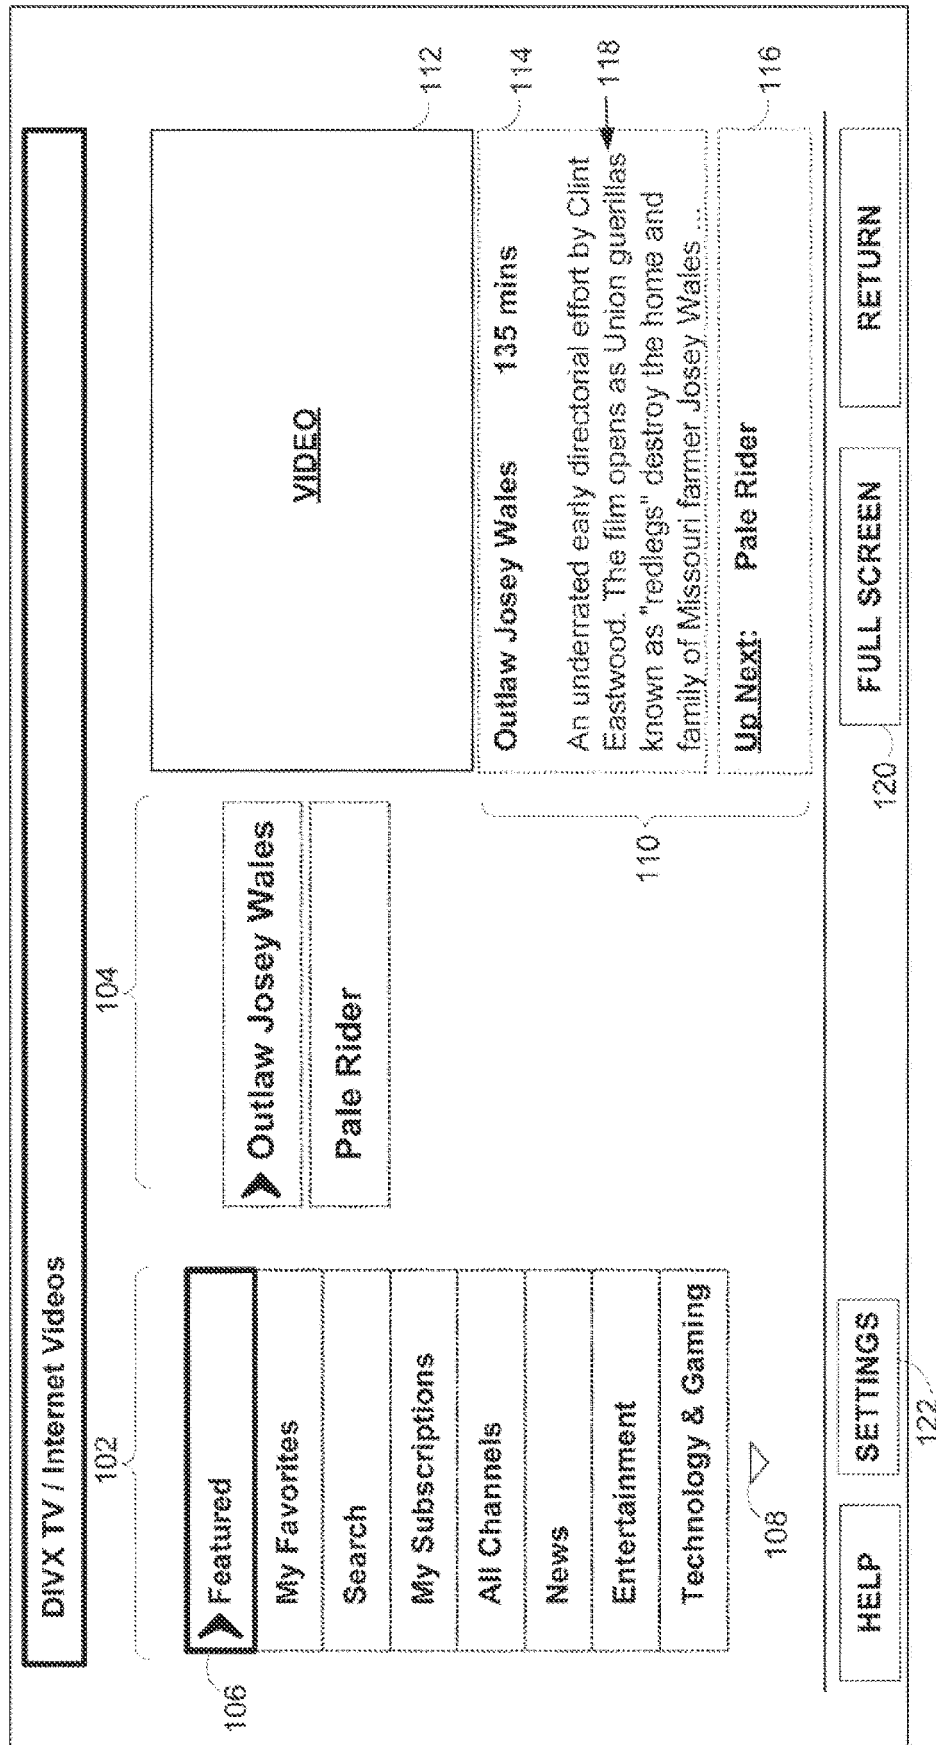 DIVX TV / Internet Videos
102
104
106
Featured
My Favorites
Search
My Subscriptions
All Channels
News
Entertainment
Technology & Gaming
108
Outlaw Josey Wales
Pale Rider
VIDEO
112
Outlaw Josey Wales 135 mins
114
An underrated early directorial effort by Clint
Eastwood. The film opens as Union guerillas
known as "redlegs" destroy the home and
family of Missouri farmer Josey Wales ...
118
110
Up Next: Pale Rider
116
HELP
SETTINGS
FULL SCREEN
RETURN
122
120